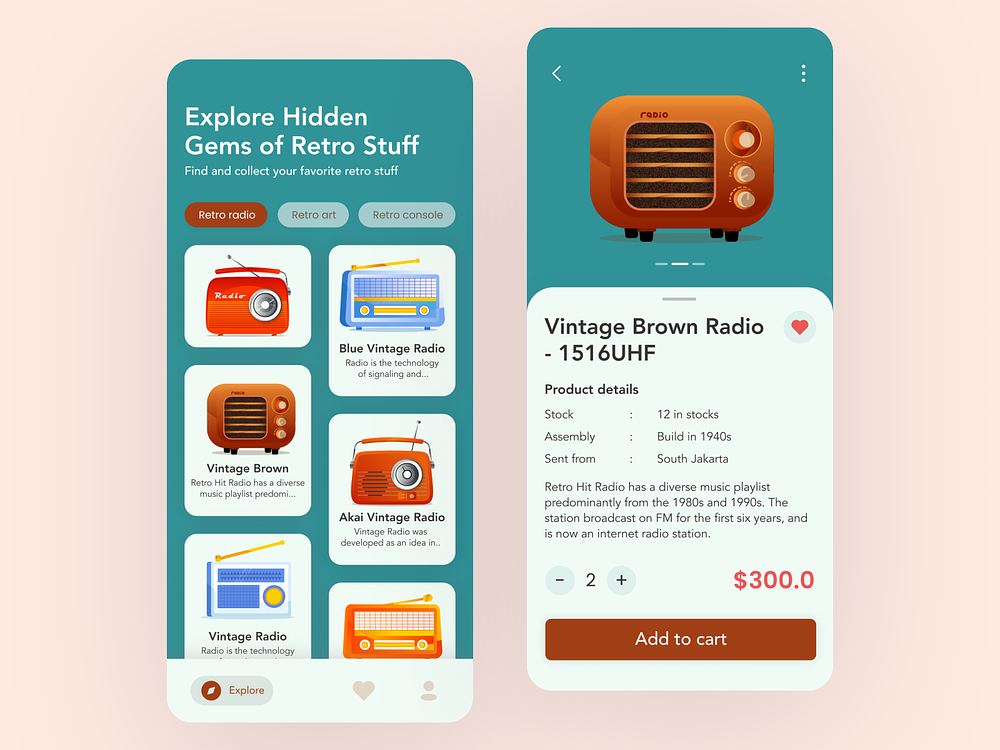 Explore Hidden
Gems of Retro Stuff
Find and collect your favorite retro stuff
Retro radio
Retro art
Retro console
Radio
Blue Vintage Radio
Radio is the technology
of signaling and...
radio
Vintage Brown
Retro Hit Radio has a diverse
music playlist predomi...
Akai Vintage Radio
Vintage Radio was
developed as an idea in..
Vintage Radio
Radio is the technology
Explore
radio
Vintage Brown Radio
- 1516UHF
Product details
Stock : 12 in stocks
Assembly : Build in 1940s
Sent from : South Jakarta
Retro Hit Radio has a diverse music playlist
predominantly from the 1980s and 1990s. The
station broadcast on FM for the first six years, and
is now an internet radio station.
− 2 + $300.0
Add to cart